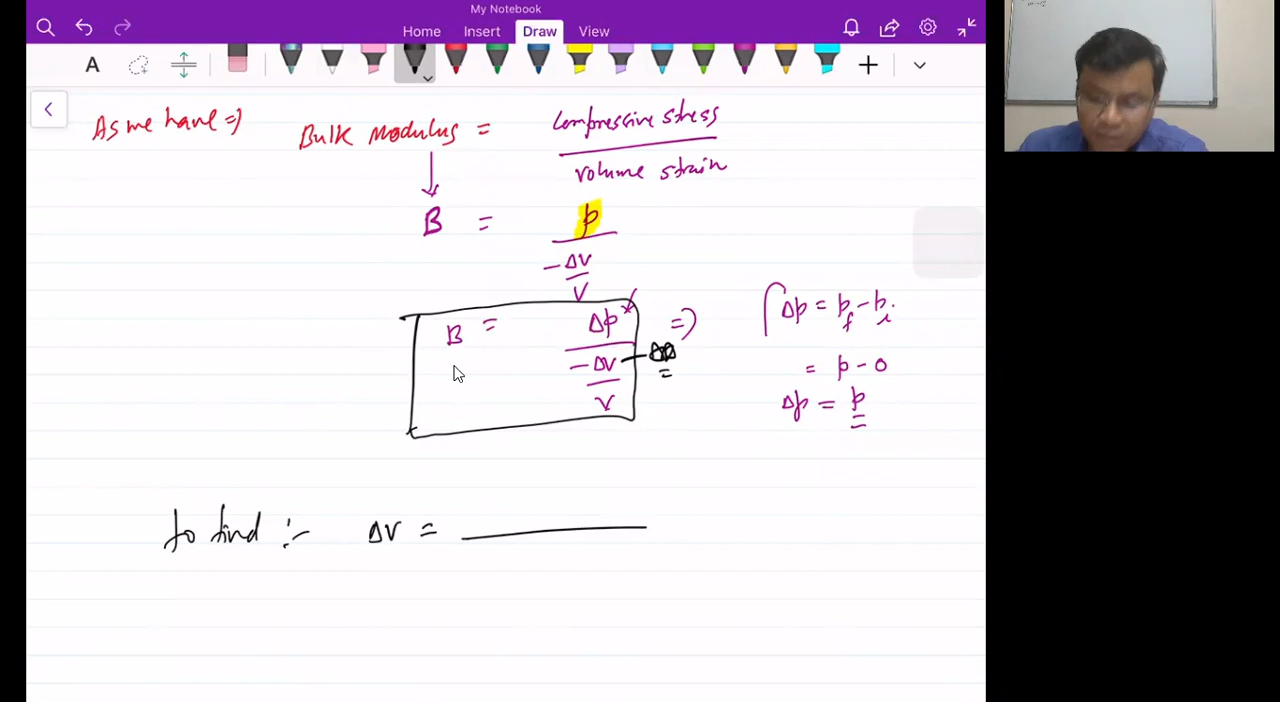 My Notebook
Home Insert Draw View
A
As we have => Bulk Modulus = Compressive stress
volume strain
B = p
- ΔV
V
B = Δp => Δp = pf - pi
- ΔV = p - 0
V Δp = p
to find :- ΔV =